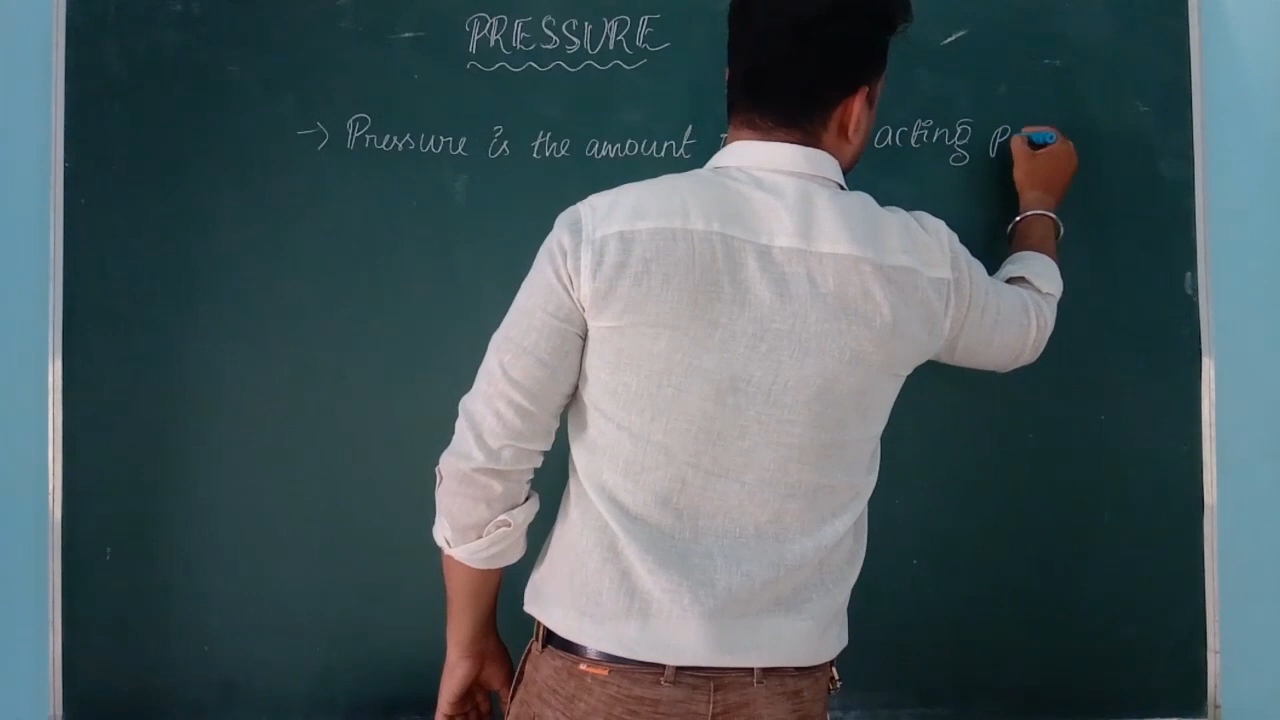 PRESSURE
→ Pressure is the amount acting